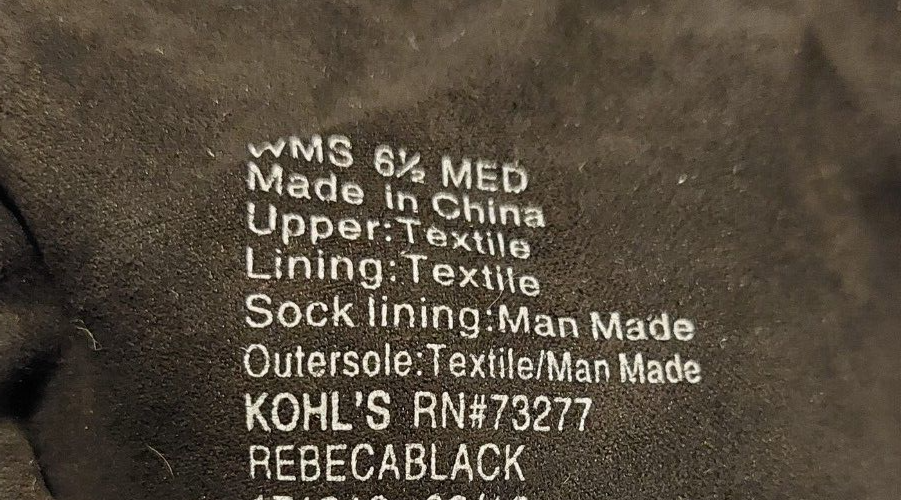 WMS 6½ MED
Made in China
Upper:Textile
Lining:Textile
Sock lining:Man Made
Outersole:Textile/Man Made
KOHL'S RN#73277
REBECABLACK